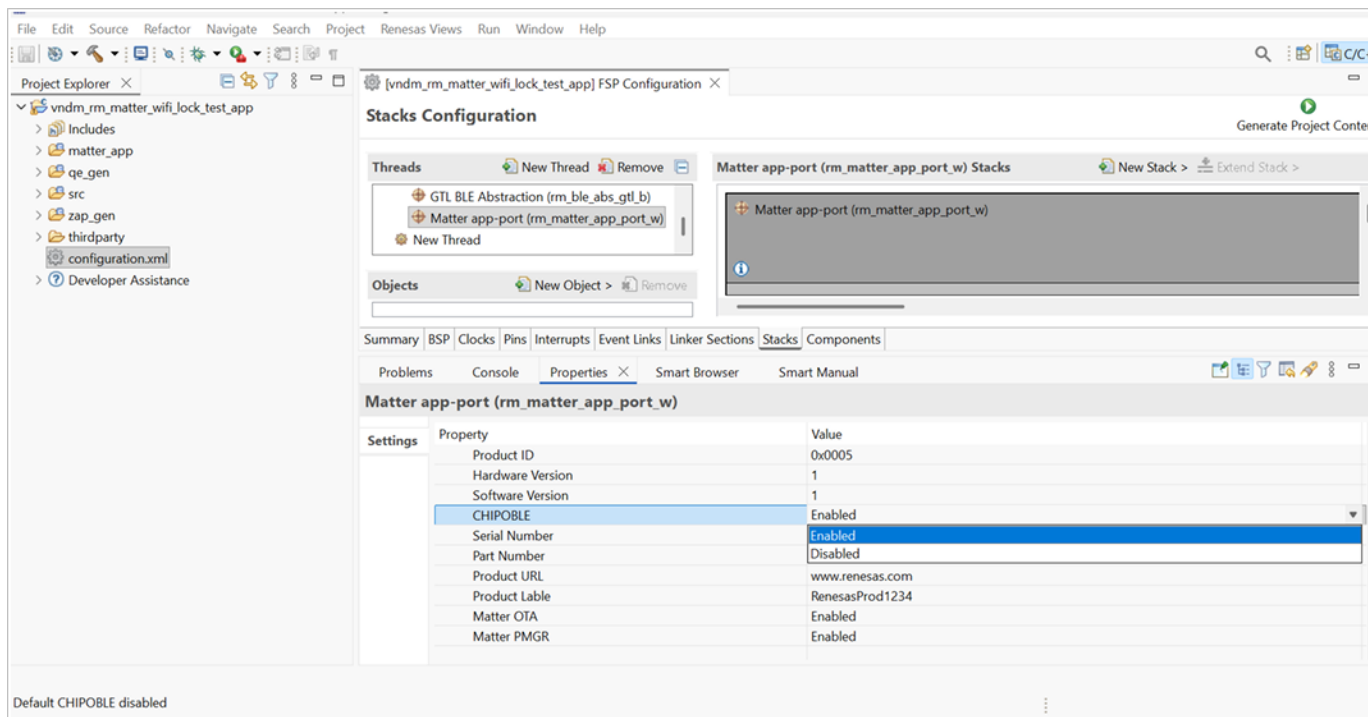 File Edit Source Refactor Navigate Search Project Renesas Views Run Window Help
C/C+
Project Explorer
[vndm_rm_matter_wifi_lock_test_app] FSP Configuration
vndm_rm_matter_wifi_lock_test_app
Includes
matter_app
qe_gen
src
zap_gen
thirdparty
configuration.xml
Developer Assistance
Stacks Configuration
Generate Project Conte
Threads New Thread Remove
GTL BLE Abstraction (rm_ble_abs_gtl_b)
Matter app-port (rm_matter_app_port_w)
New Thread
Objects New Object > Remove
Matter app-port (rm_matter_app_port_w) Stacks New Stack > Extend Stack >
Matter app-port (rm_matter_app_port_w)
Summary BSP Clocks Pins Interrupts Event Links Linker Sections Stacks Components
Problems Console Properties Smart Browser Smart Manual
Matter app-port (rm_matter_app_port_w)
Settings
Property Value
Product ID 0x0005
Hardware Version 1
Software Version 1
CHIPOBLE Enabled
Serial Number Enabled
Part Number Disabled
Product URL www.renesas.com
Product Lable RenesasProd1234
Matter OTA Enabled
Matter PMGR Enabled
Default CHIPOBLE disabled